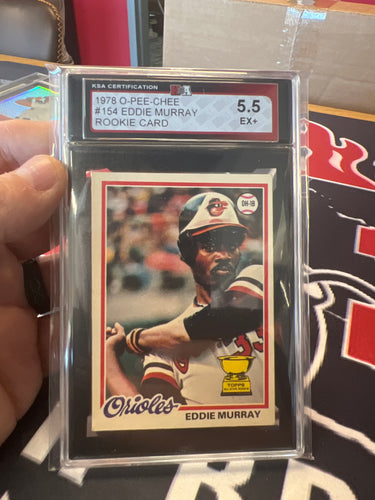 KSA CERTIFICATION
1978 O-PEE-CHEE
#154 EDDIE MURRAY
ROOKIE CARD
5.5
EX+
DH-1B
TOPPS
Orioles
EDDIE MURRAY